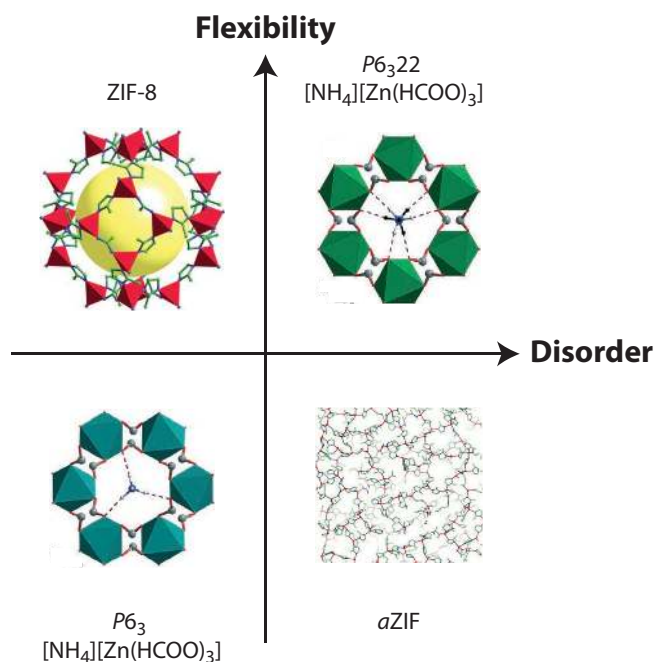 Flexibility
ZIF-8
P6₃22
[NH₄][Zn(HCOO)₃]
Disorder
P6₃
[NH₄][Zn(HCOO)₃]
aZIF